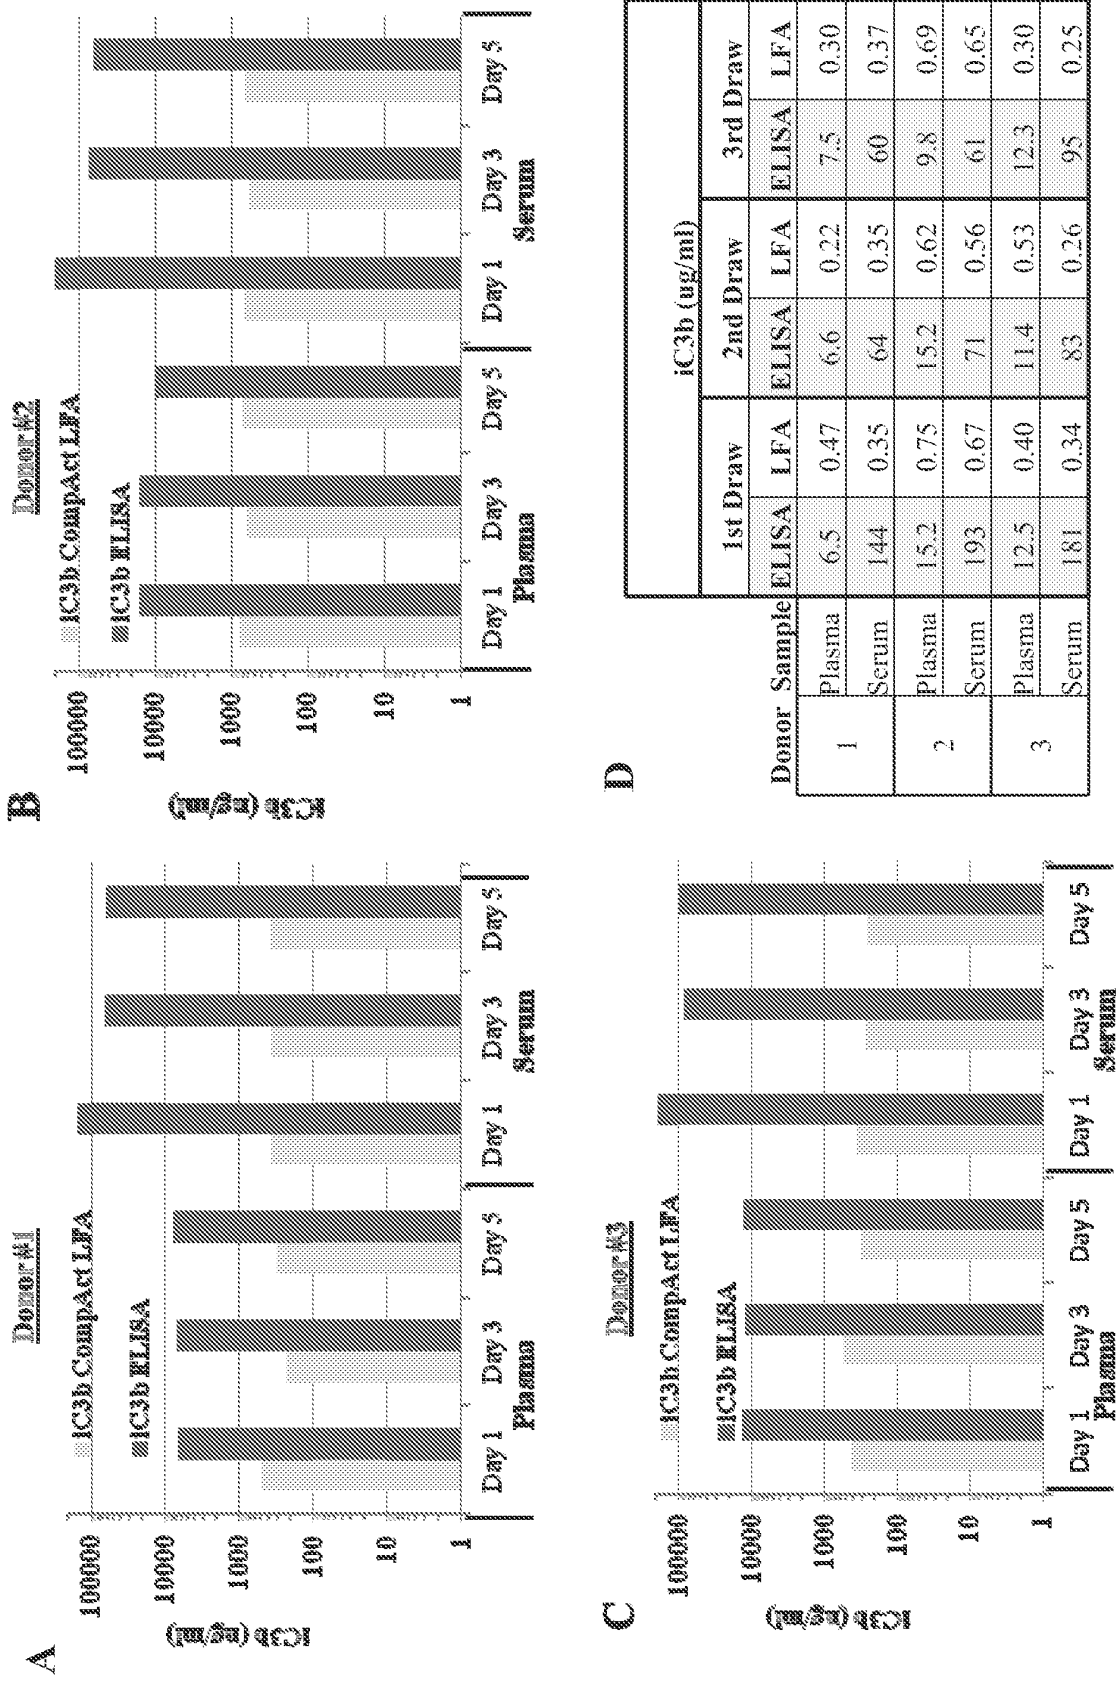 A
Donor #1
iC3b (ng/ml)
100000
10000
1000
100
10
1
iC3b CompAct LFA
iC3b ELISA
Day 1 Day 3 Day 5 Day 1 Day 3 Day 5
Plasma Serum
B
Donor #2
iC3b (ng/ml)
100000
10000
1000
100
10
1
iC3b CompAct LFA
iC3b ELISA
Day 1 Day 3 Day 5 Day 1 Day 3 Day 5
Plasma Serum
C
Donor #3
iC3b (ng/ml)
100000
10000
1000
100
10
1
iC3b CompAct LFA
iC3b ELISA
Day 1 Day 3 Day 5 Day 1 Day 3 Day 5
Plasma Serum
D
iC3b (ug/ml)
1st Draw 2nd Draw 3rd Draw
Donor Sample ELISA LFA ELISA LFA ELISA LFA
1 Plasma 6.5 0.47 6.6 0.22 7.5 0.30
Serum 144 0.35 64 0.35 60 0.37
2 Plasma 15.2 0.75 15.2 0.62 9.8 0.69
Serum 193 0.67 71 0.56 61 0.65
3 Plasma 12.5 0.40 11.4 0.53 12.3 0.30
Serum 181 0.34 83 0.26 95 0.25